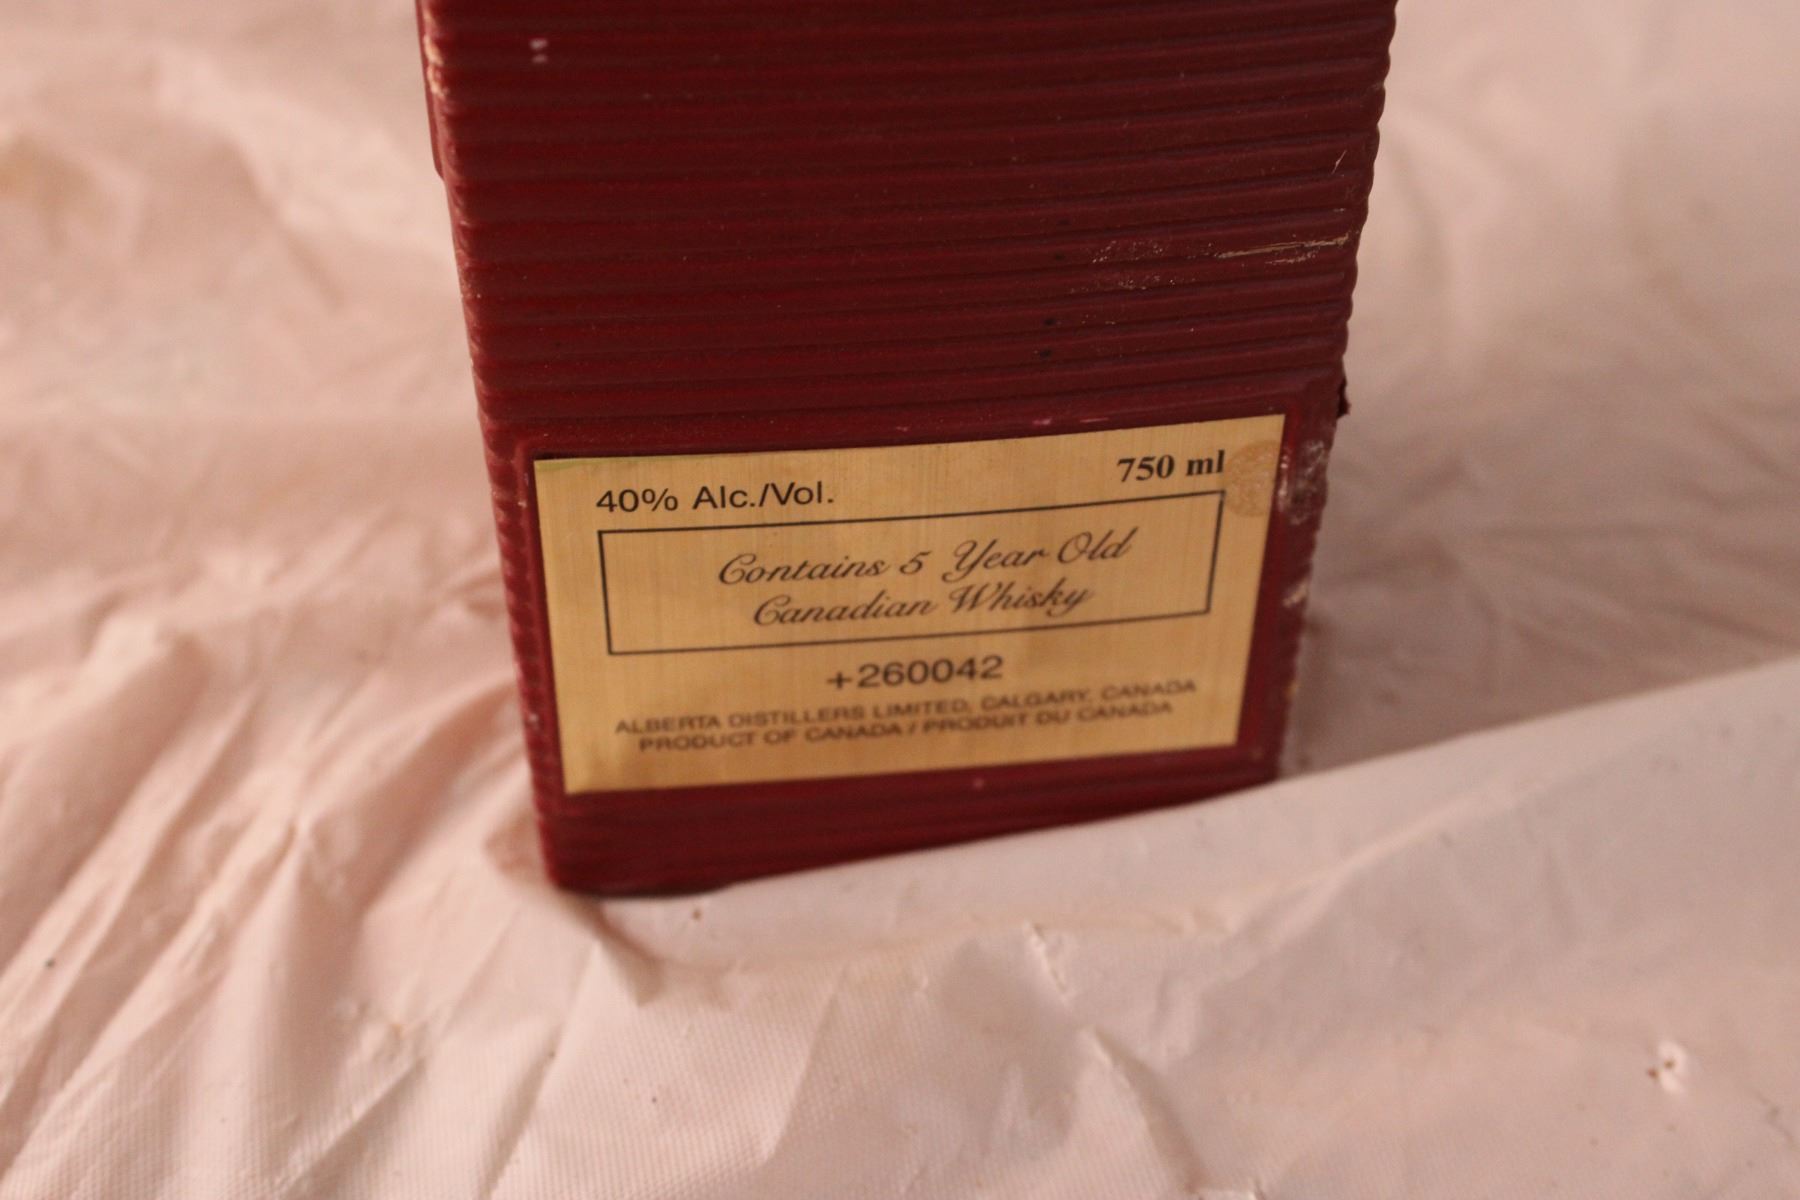 40% Alc./Vol.
750 ml
Contains 5 Year Old
Canadian Whisky
+260042
ALBERTA DISTILLERS LIMITED, CALGARY, CANADA
PRODUCT OF CANADA / PRODUIT DU CANADA